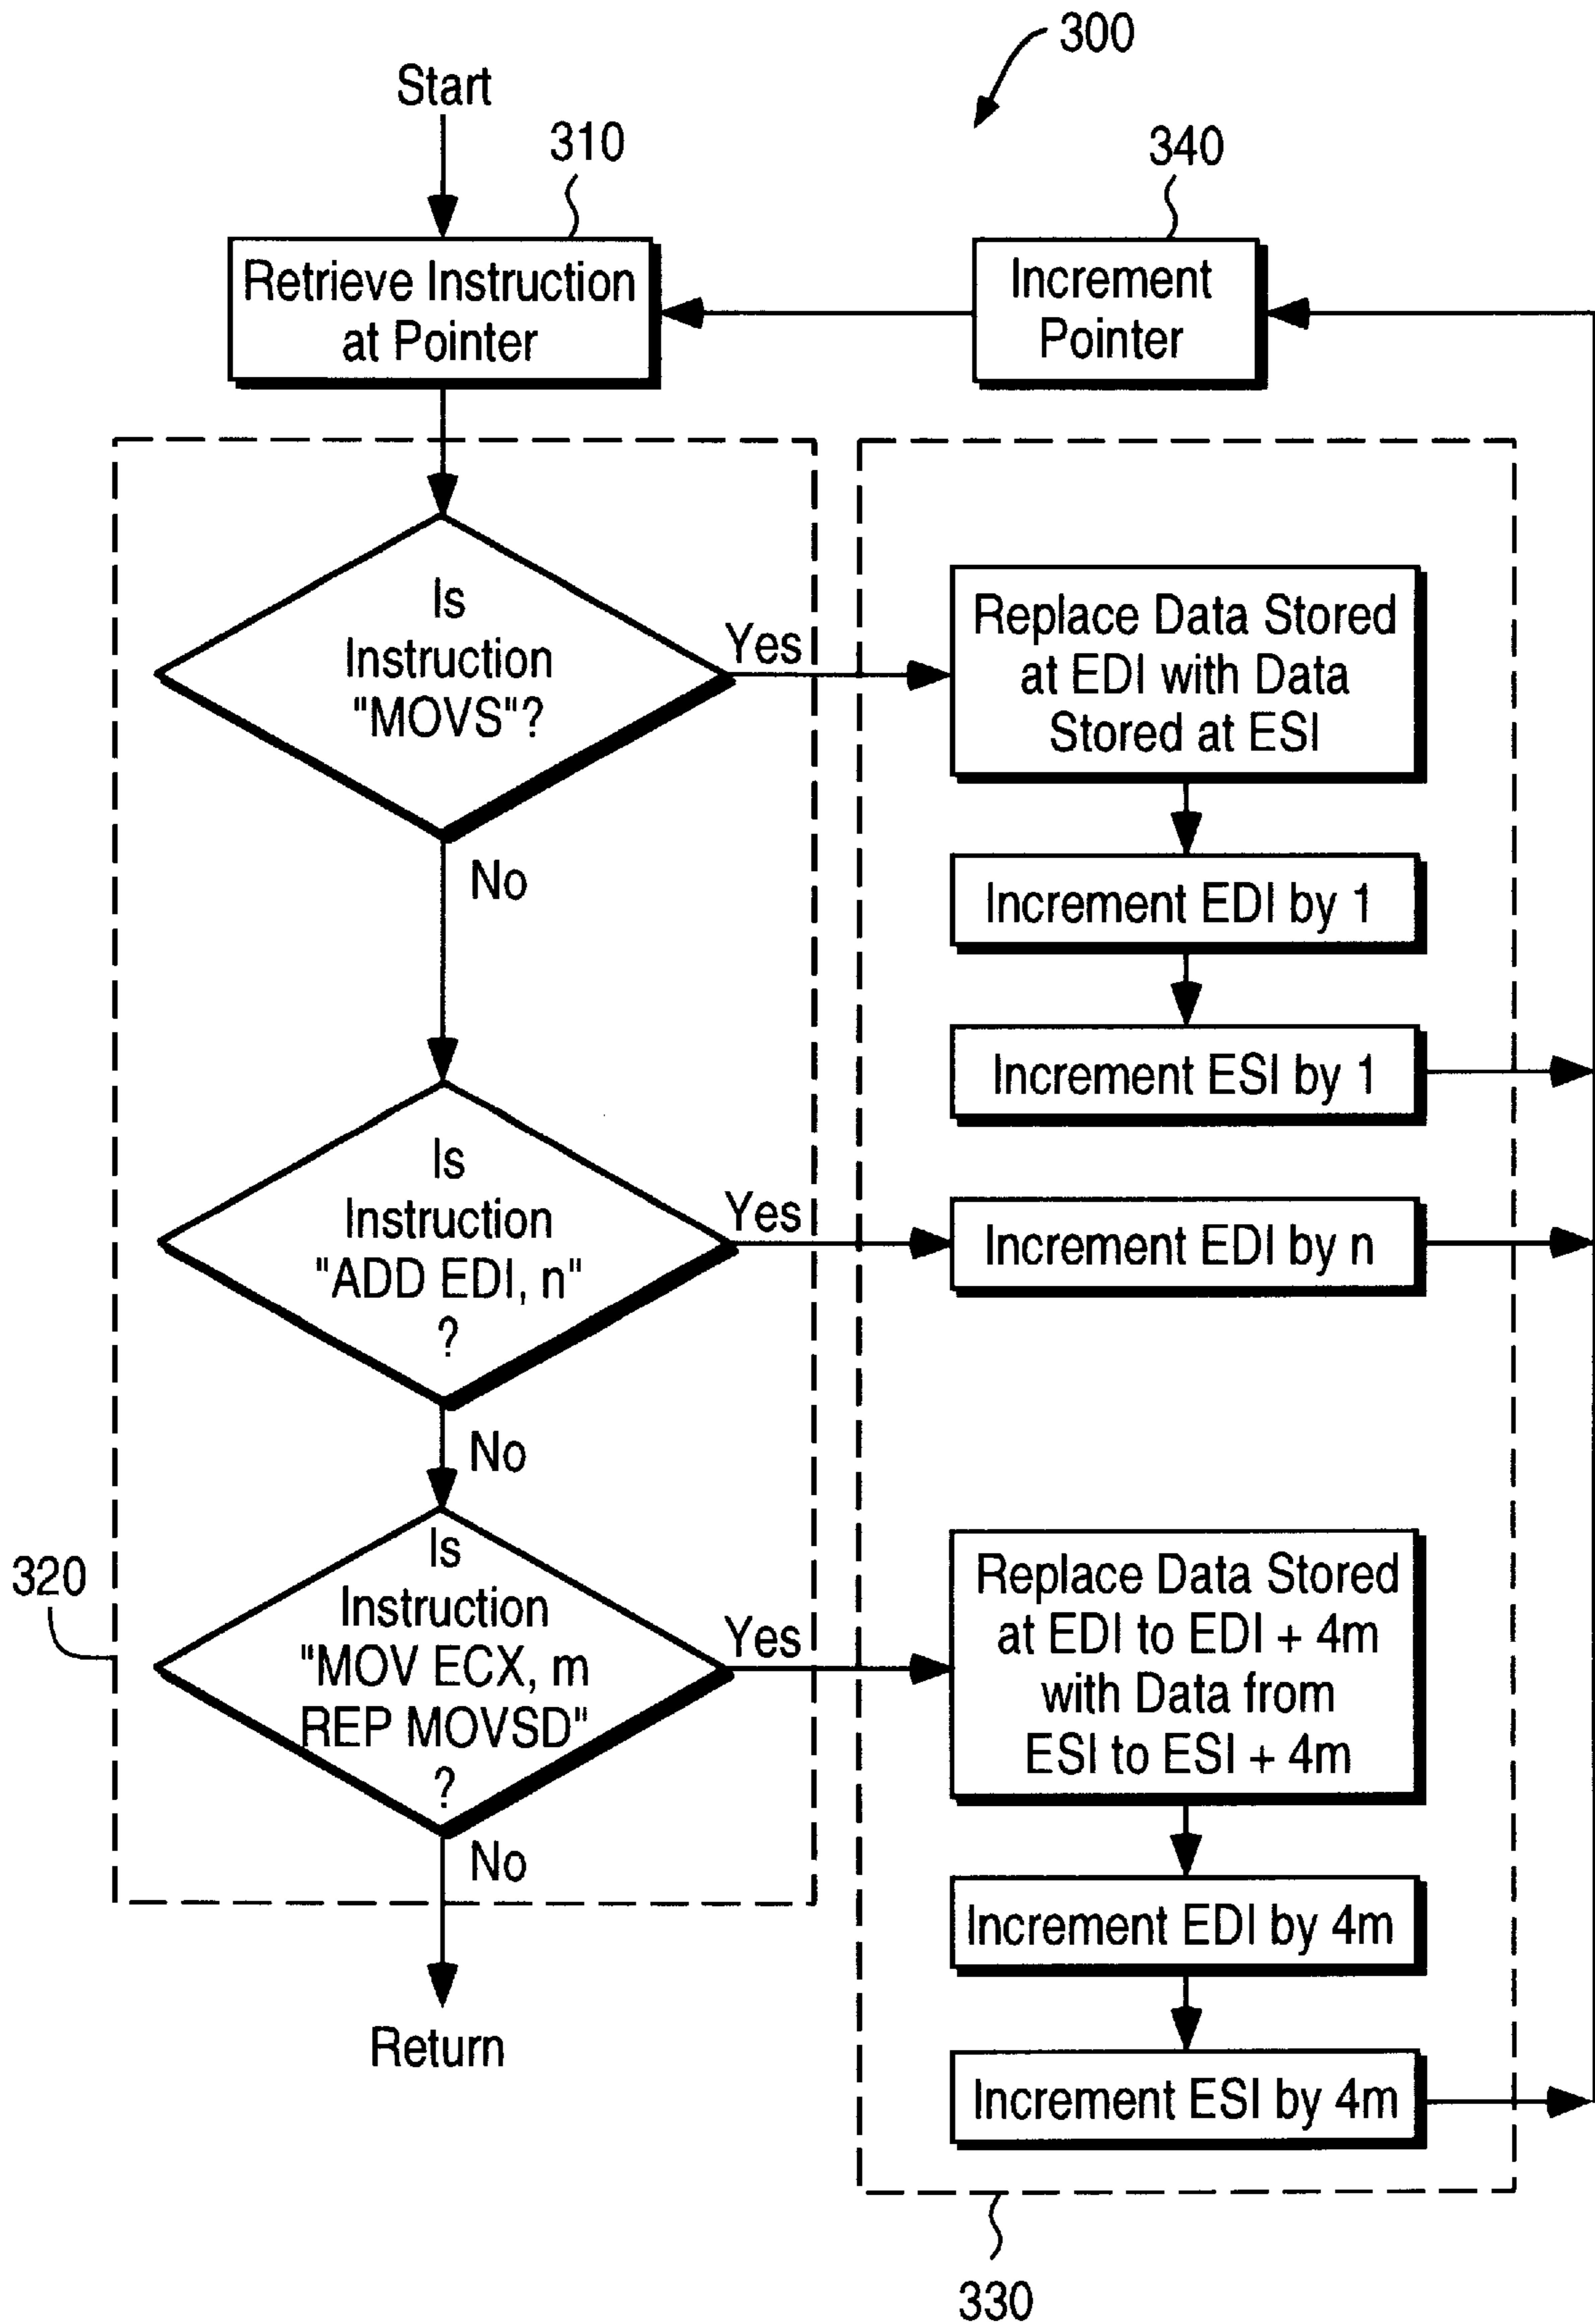 300
Start
310
340
Retrieve Instruction
at Pointer
Increment
Pointer
Is
Instruction
"MOVS"?
Yes
No
Replace Data Stored
at EDI with Data
Stored at ESI
Increment EDI by 1
Increment ESI by 1
Is
Instruction
"ADD EDI, n"
?
Yes
No
Increment EDI by n
320
Is
Instruction
"MOV ECX, m
REP MOVSD"
?
Yes
No
Replace Data Stored
at EDI to EDI + 4m
with Data from
ESI to ESI + 4m
Increment EDI by 4m
Increment ESI by 4m
Return
330